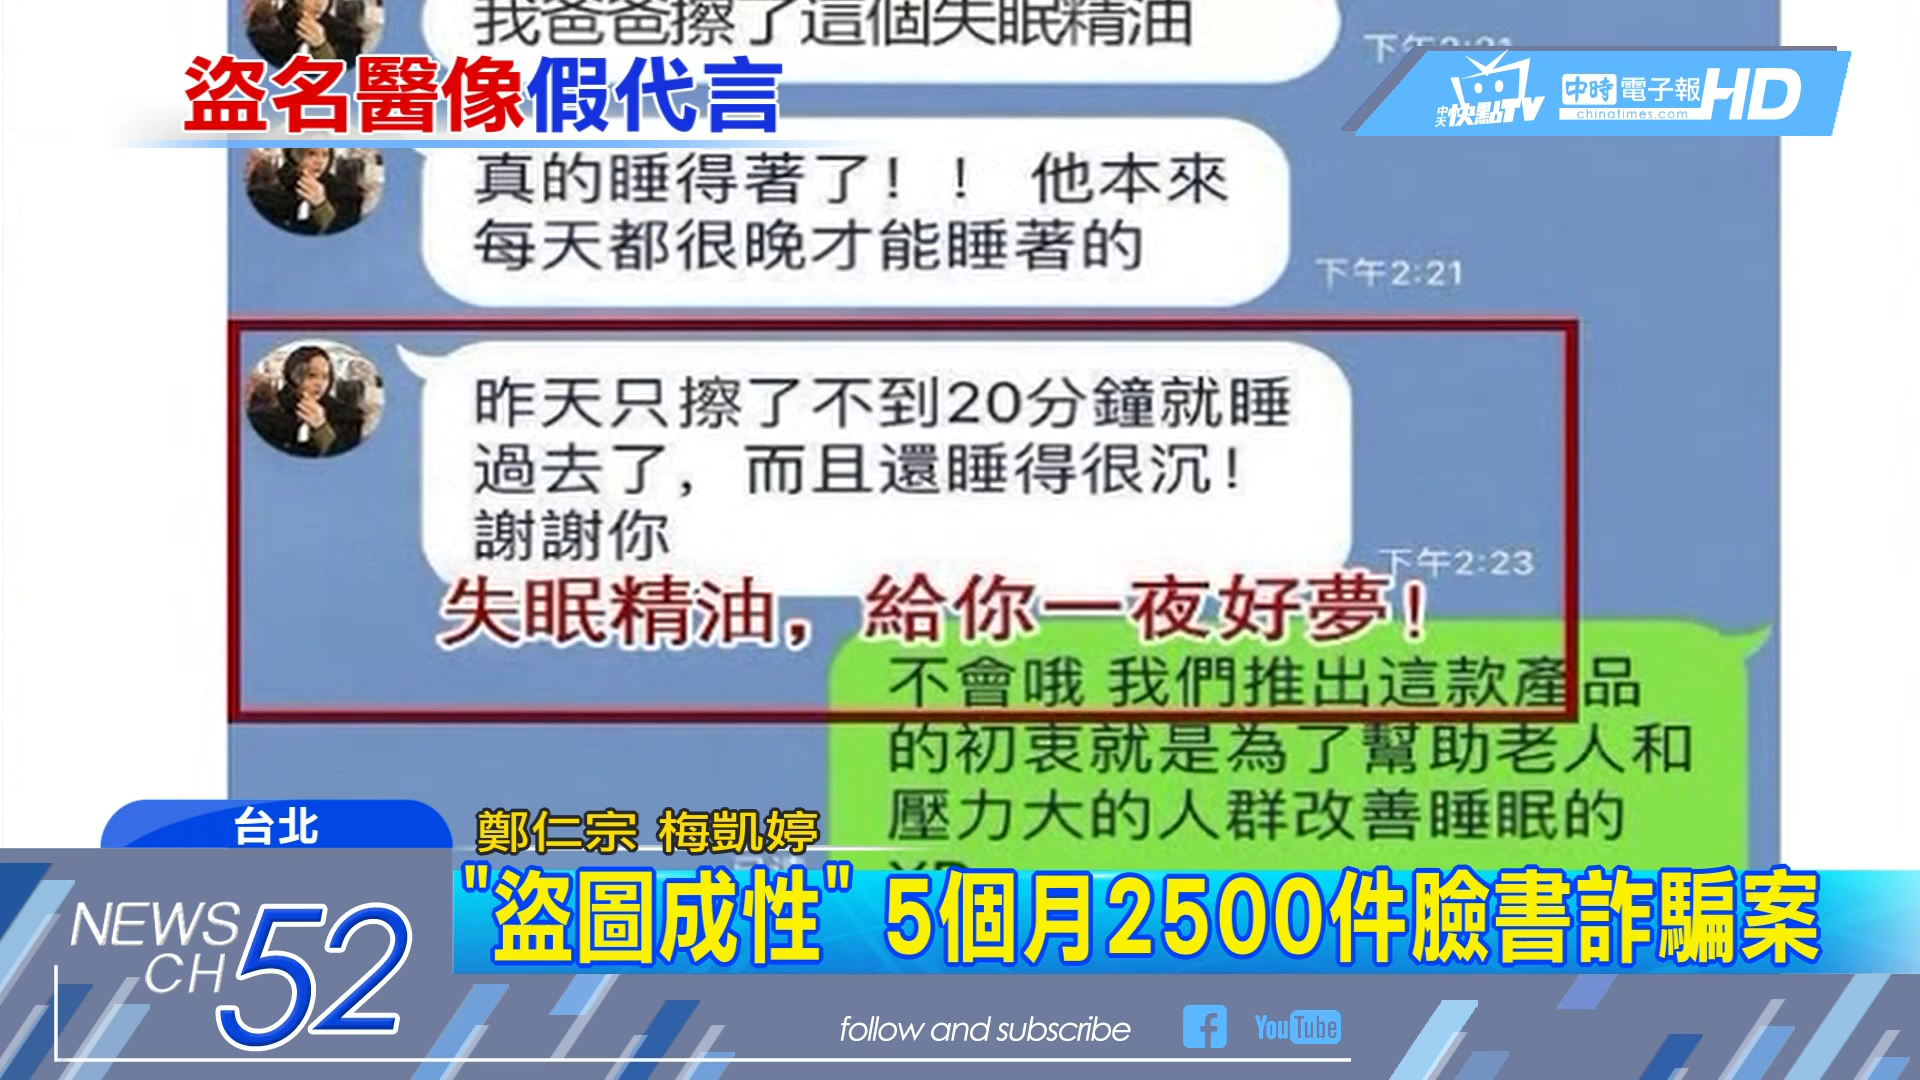 我爸爸擦了這個失眠精油
下午2:21
盜名醫像假代言
中天快點TV 中時電子報HD
chinatimes.com
真的睡得著了！！ 他本來
每天都很晚才能睡著的
下午2:21
昨天只擦了不到20分鐘就睡
過去了，而且還睡得很沉！
謝謝你
下午2:23
失眠精油，給你一夜好夢！
不會哦 我們推出這款產品
的初衷就是為了幫助老人和
壓力大的人群改善睡眠的
台北
鄭仁宗 梅凱婷
"盜圖成性" 5個月2500件臉書詐騙案
NEWS
CH 52
follow and subscribe
YouTube